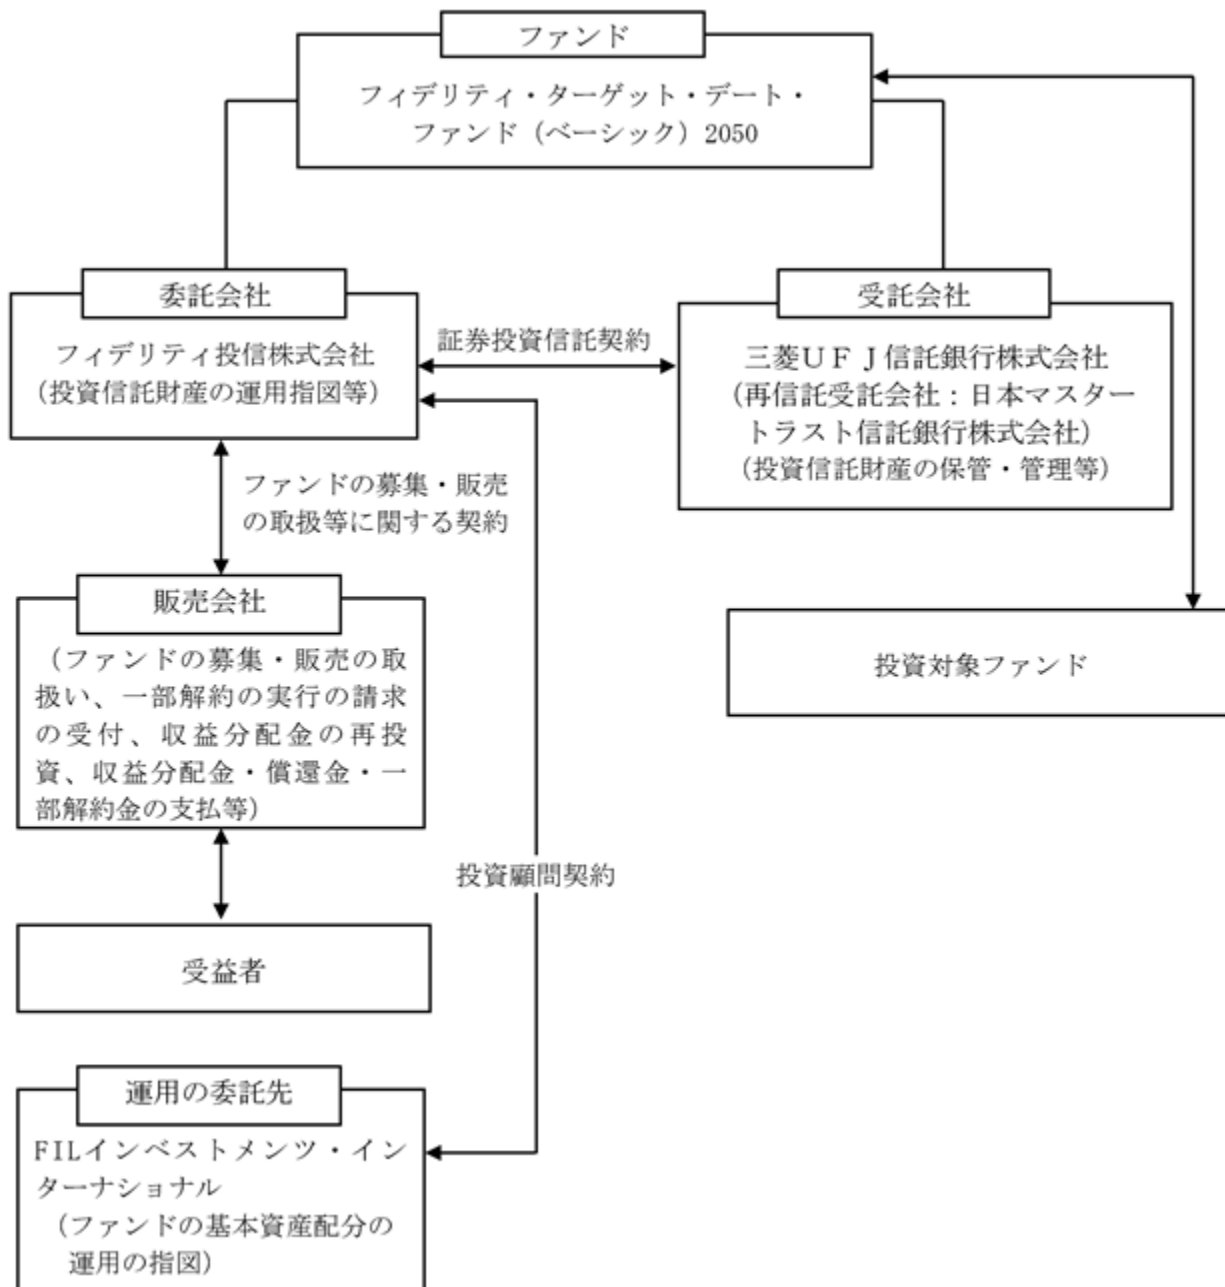 ファンド
フィデリティ・ターゲット・デート・
ファンド（ベーシック）2050
委託会社
フィデリティ投信株式会社
（投資信託財産の運用指図等）
証券投資信託契約
受託会社
三菱ＵＦＪ信託銀行株式会社
（再信託受託会社：日本マスター
トラスト信託銀行株式会社）
（投資信託財産の保管・管理等）
ファンドの募集・販売
の取扱等に関する契約
販売会社
（ファンドの募集・販売の取
扱い、一部解約の実行の請求
の受付、収益分配金の再投
資、収益分配金・償還金・一
部解約金の支払等）
投資対象ファンド
投資顧問契約
受益者
運用の委託先
FILインベストメンツ・イン
ターナショナル
（ファンドの基本資産配分の
運用の指図）